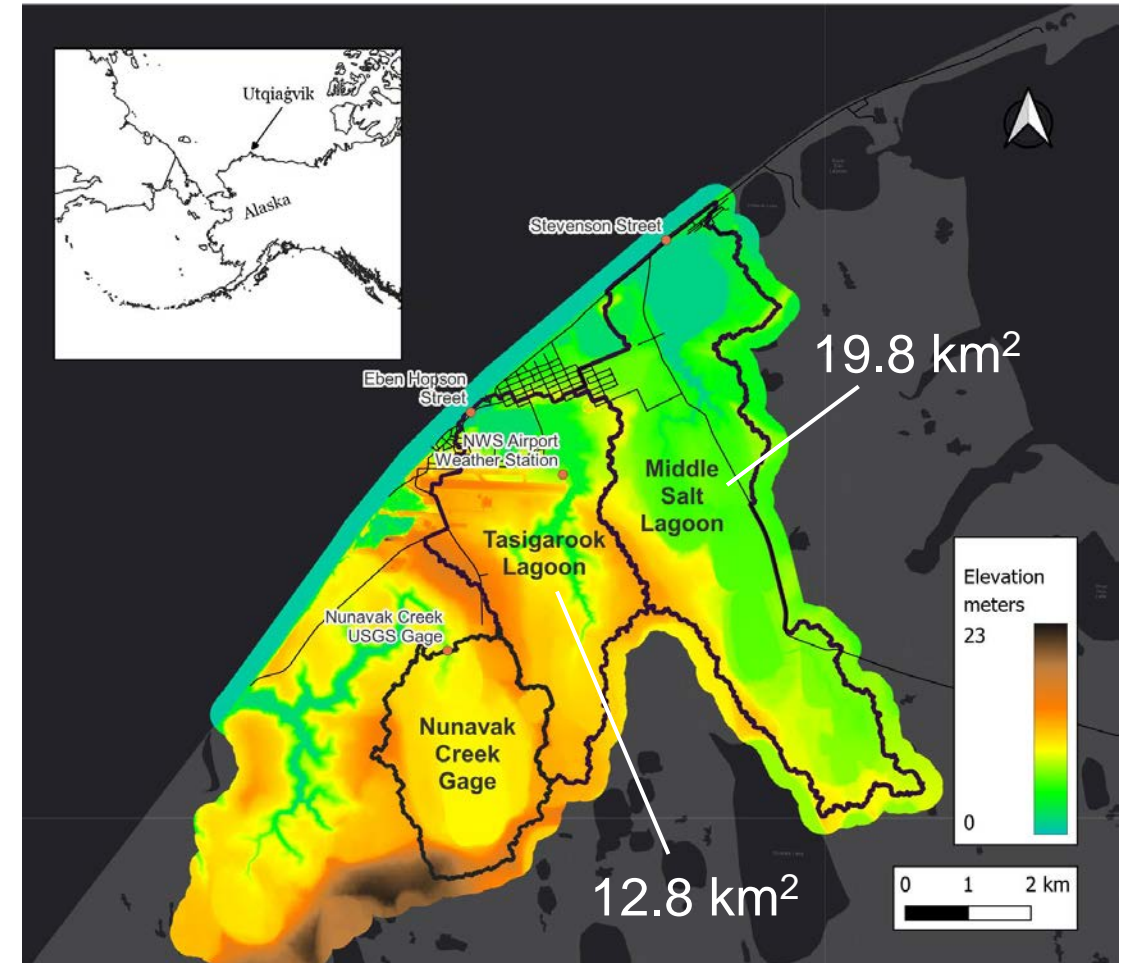 Utqiaġvik
Alaska
Stevenson Street
19.8 km²
Eben Hopson
Street
NWS Airport
Weather Station
Middle
Salt
Lagoon
Tasigarook
Lagoon
Nunavak Creek
USGS Gage
Nunavak
Creek
Gage
12.8 km²
Elevation
meters
23
0
0 1 2 km